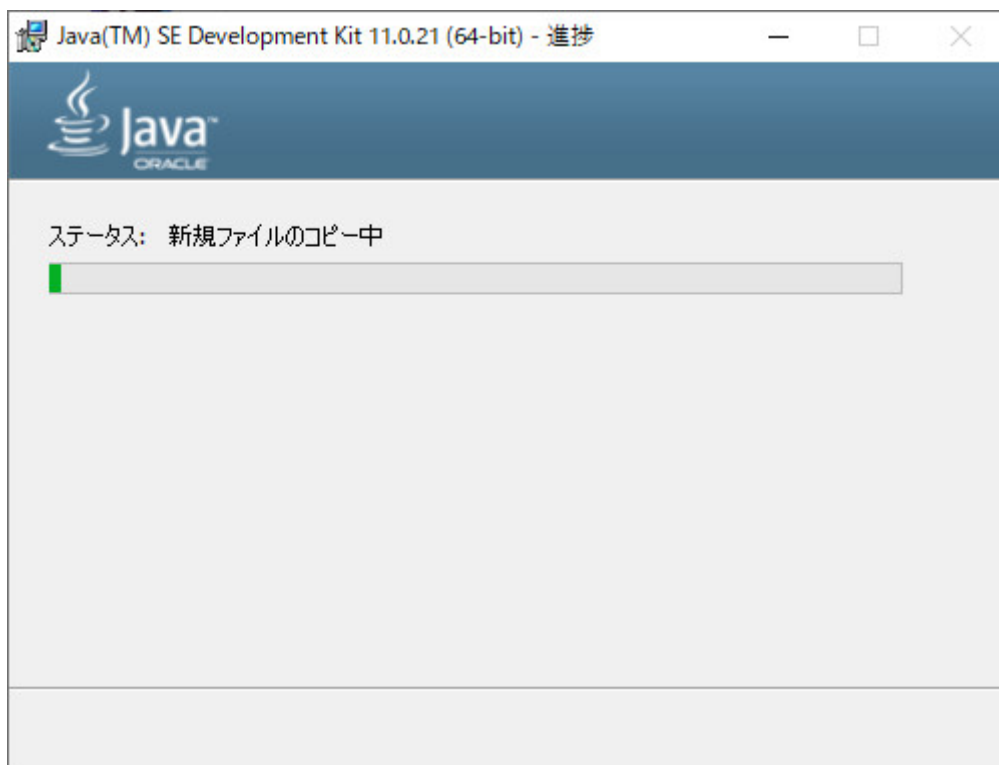 Java(TM) SE Development Kit 11.0.21 (64-bit) - 進捗
Java™
ORACLE
ステータス: 新規ファイルのコピー中